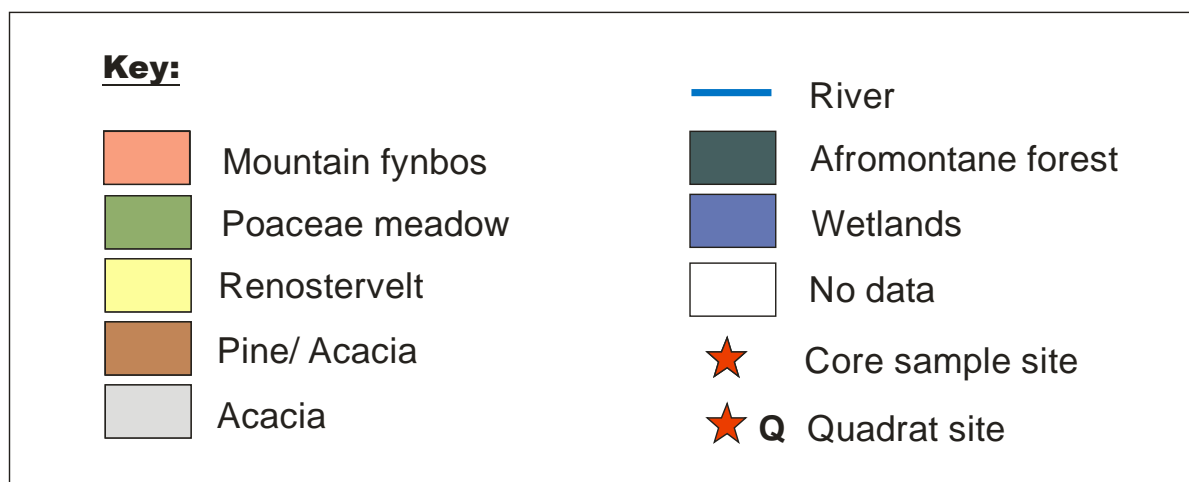 Key:
Mountain fynbos
Poaceae meadow
Renostervelt
Pine/ Acacia
Acacia
River
Afromontane forest
Wetlands
No data
Core sample site
Q Quadrat site